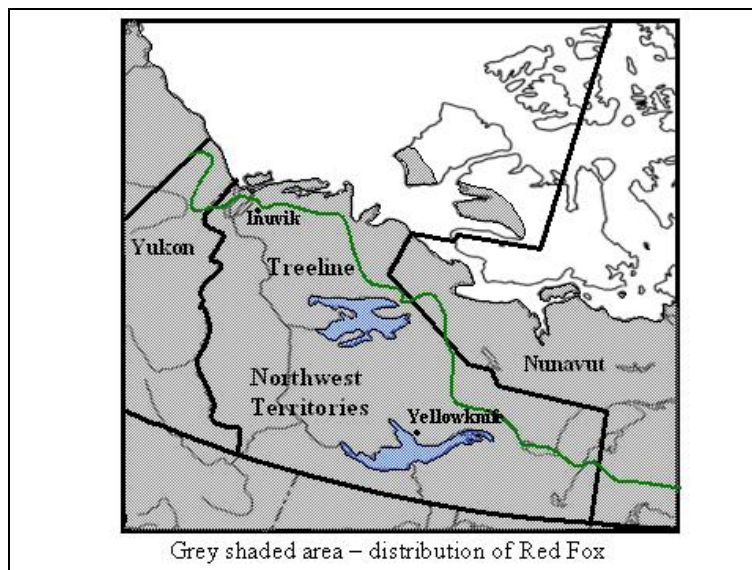 Inuvik
Yukon
Treeline
Nunavut
Northwest
Territories
Yellowknife
Grey shaded area – distribution of Red Fox